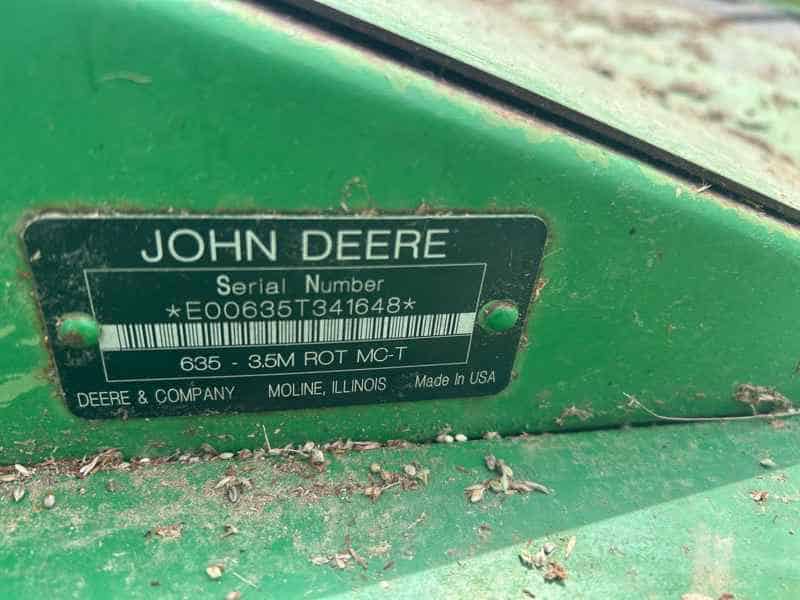 JOHN DEERE
Serial Number
*E00635T341648*
635 - 3.5M ROT MC-T
DEERE & COMPANY MOLINE, ILLINOIS Made In USA